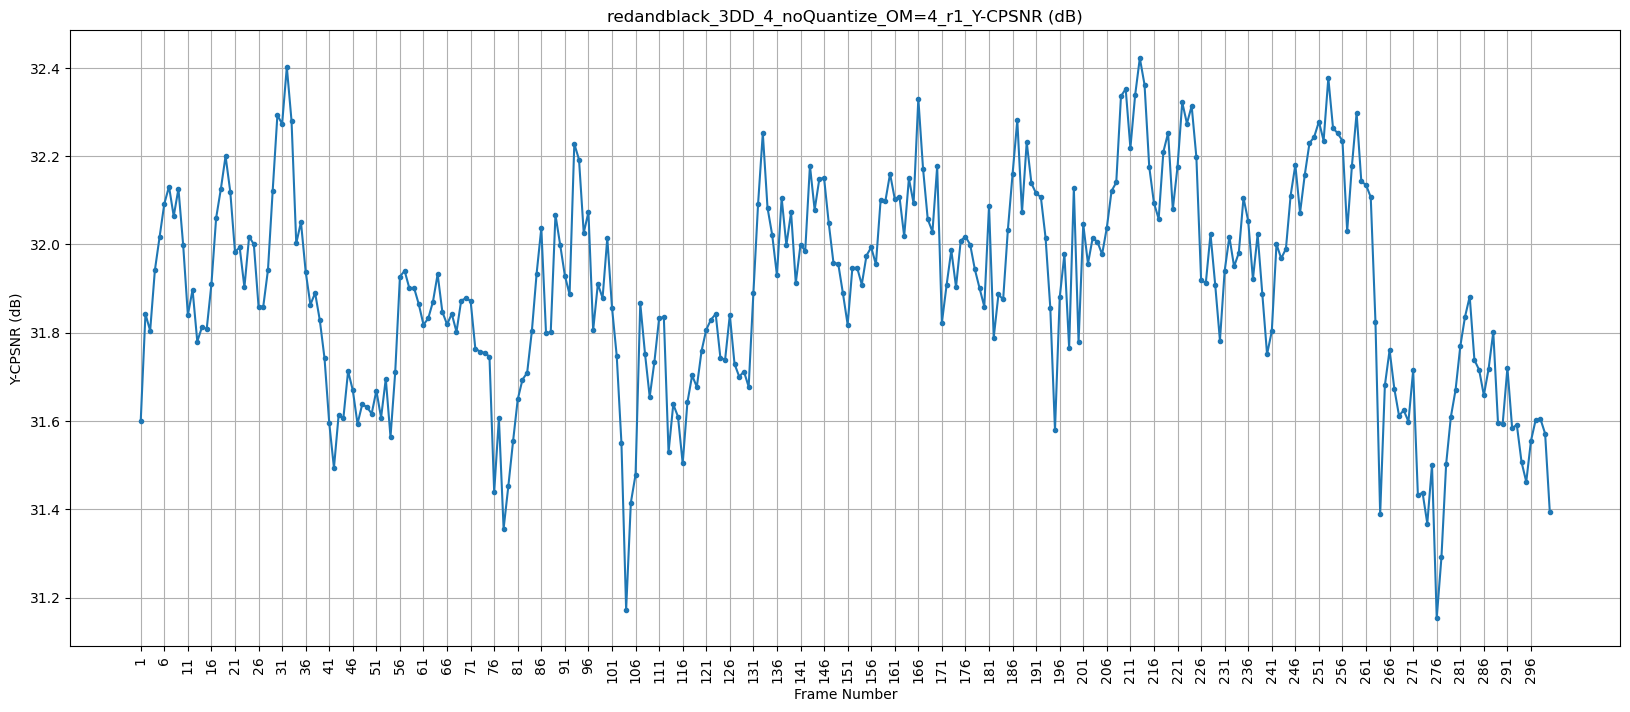 redandblack_3DD_4_noQuantize_OM=4_r1_Y-CPSNR (dB)
Y-CPSNR (dB)
32.4
32.2
32.0
31.8
31.6
31.4
31.2
1 6 11 16 21 26 31 36 41 46 51 56 61 66 71 76 81 86 91 96 101 106 111 116 121 126 131 136 141 146 151 156 161 166 171 176 181 186 191 196 201 206 211 216 221 226 231 236 241 246 251 256 261 266 271 276 281 286 291 296
Frame Number